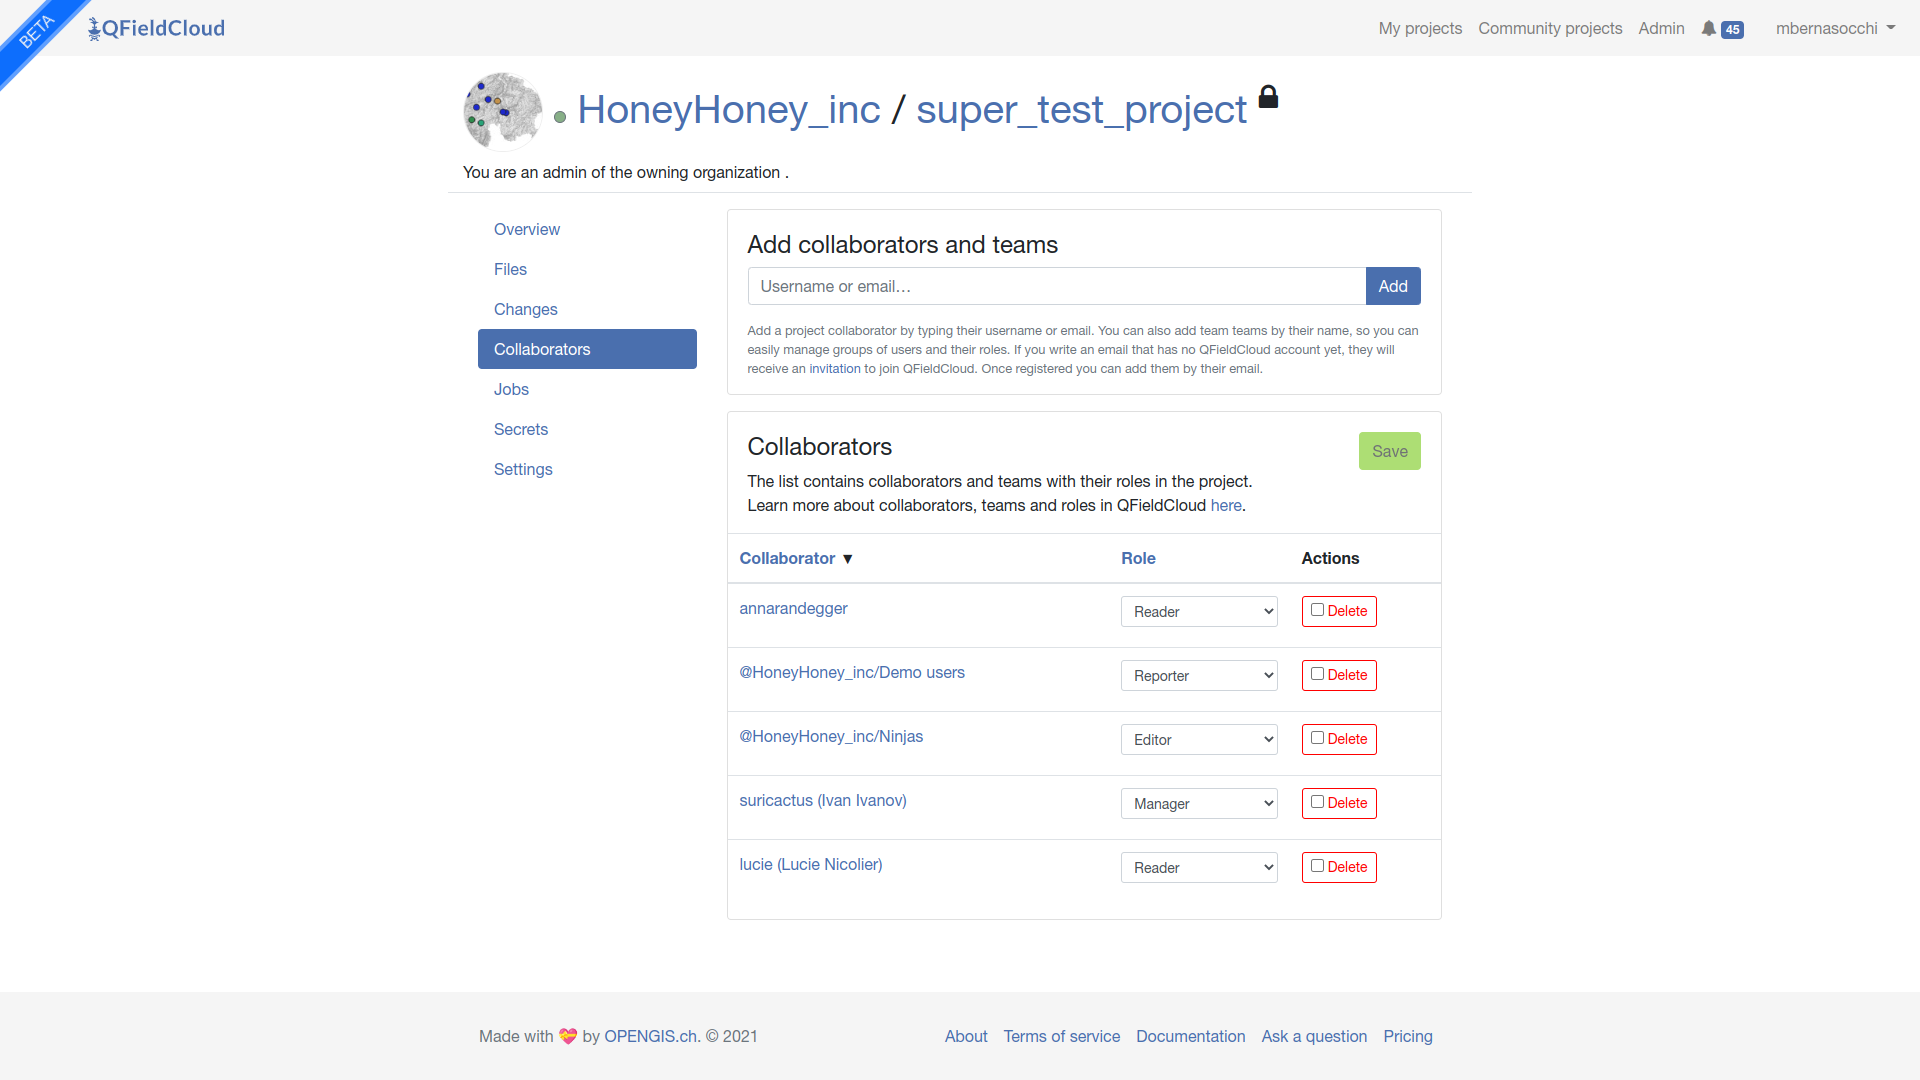 BETA
QFieldCloud
My projects Community projects Admin 45 mbernasocchi
HoneyHoney_inc / super_test_project
You are an admin of the owning organization .
Overview
Files
Changes
Collaborators
Jobs
Secrets
Settings
Add collaborators and teams
Username or email… Add
Add a project collaborator by typing their username or email. You can also add team teams by their name, so you can
easily manage groups of users and their roles. If you write an email that has no QFieldCloud account yet, they will
receive an invitation to join QFieldCloud. Once registered you can add them by their email.
Collaborators Save
The list contains collaborators and teams with their roles in the project.
Learn more about collaborators, teams and roles in QFieldCloud here.
Collaborator ▼ Role Actions
annarandegger Reader Delete
@HoneyHoney_inc/Demo users Reporter Delete
@HoneyHoney_inc/Ninjas Editor Delete
suricactus (Ivan Ivanov) Manager Delete
lucie (Lucie Nicolier) Reader Delete
Made with 💝 by OPENGIS.ch. © 2021
About Terms of service Documentation Ask a question Pricing